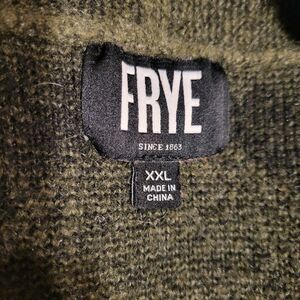 FRYE
SINCE 1863
XXL
MADE IN
CHINA